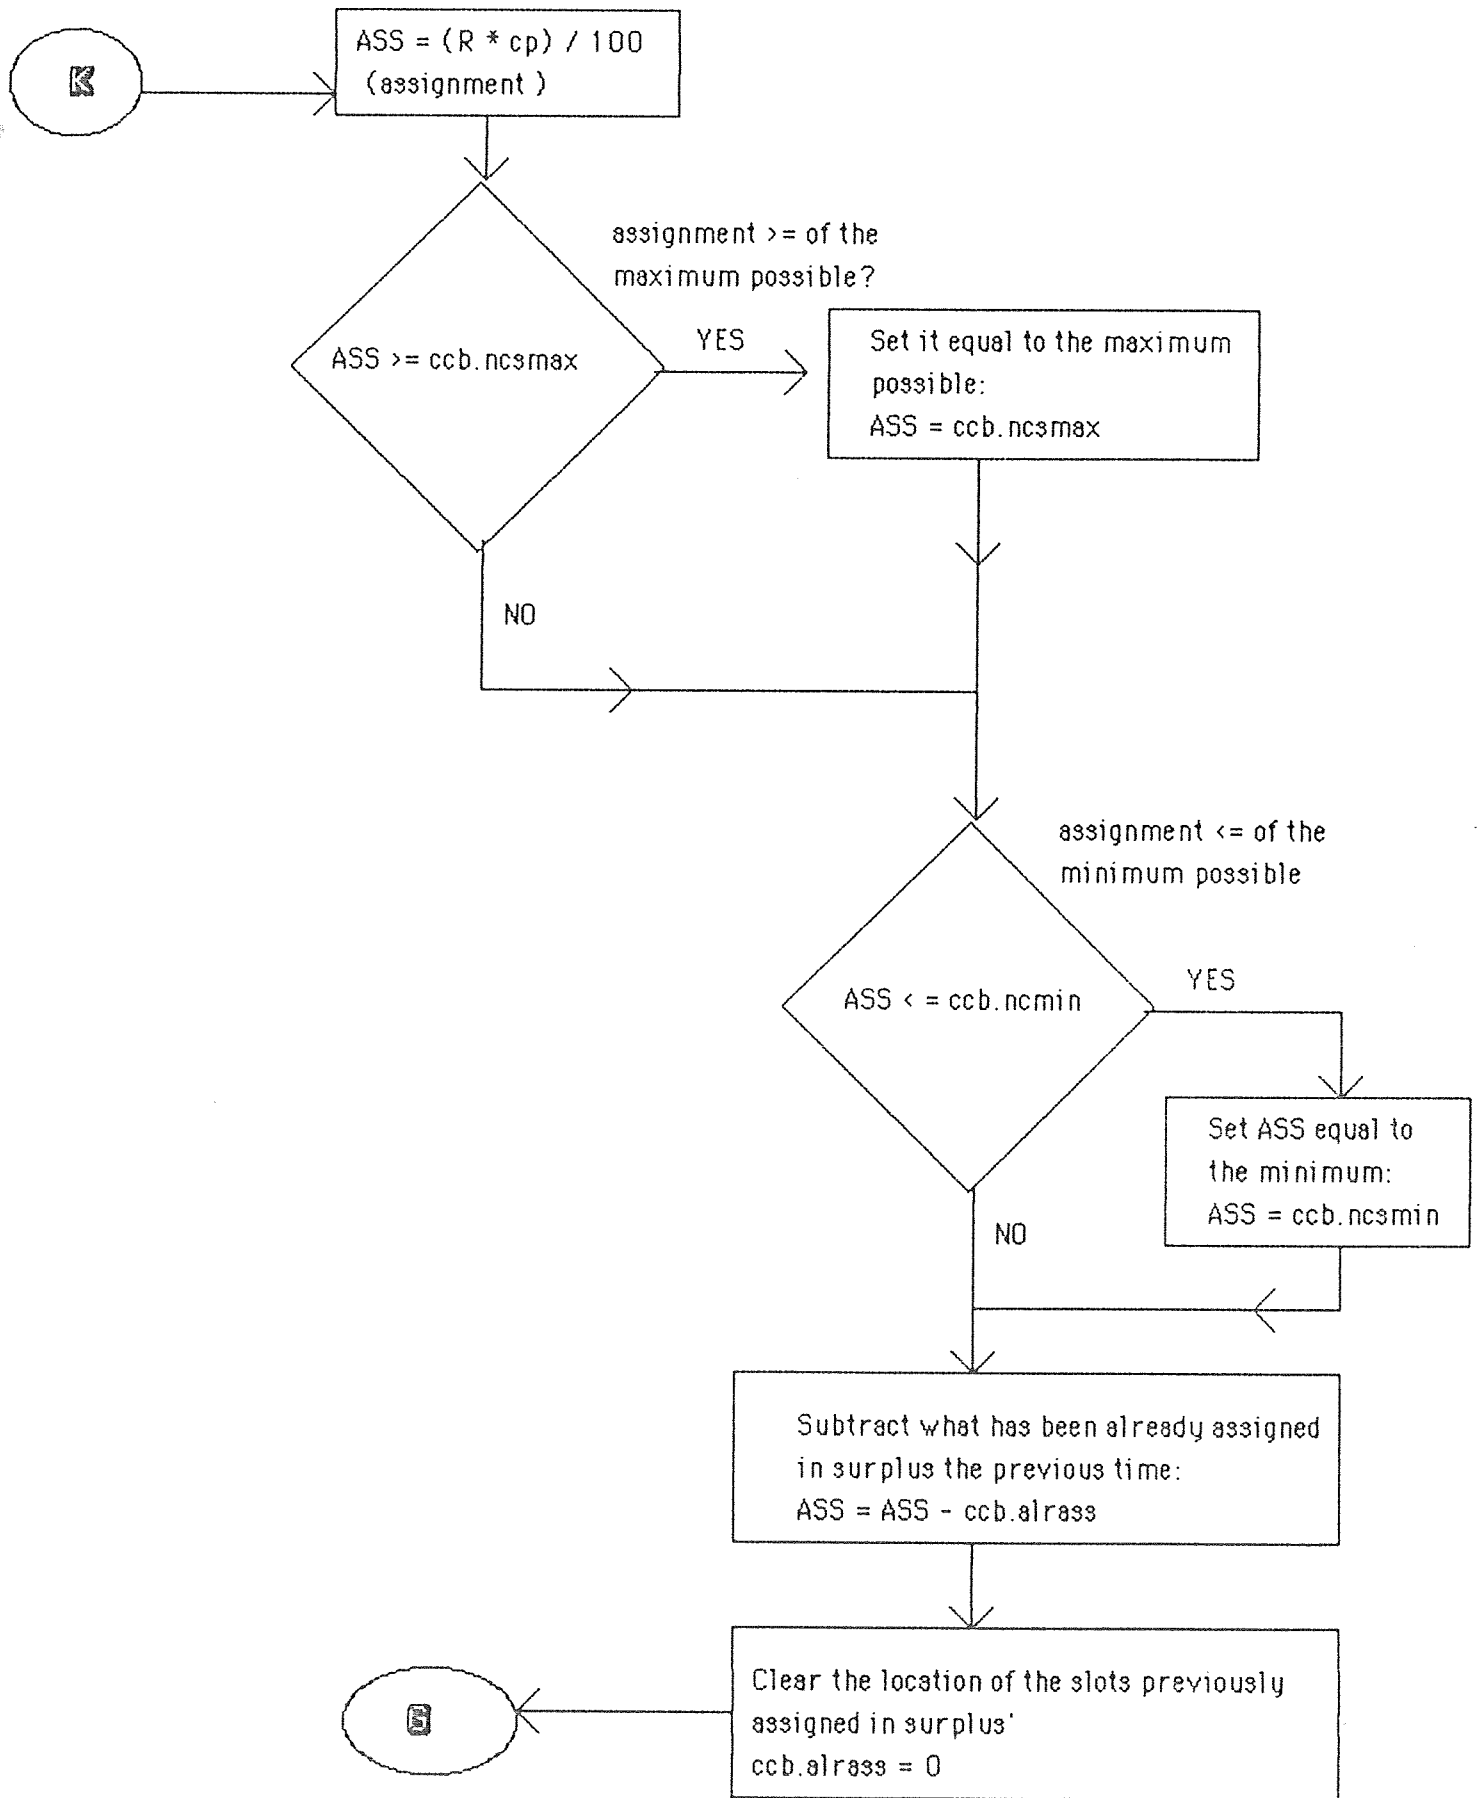 K
ASS = (R * cp) / 100
(assignment )
assignment >= of the
maximum possible?
ASS >= ccb.ncsmax
YES
Set it equal to the maximum
possible:
ASS = ccb.ncsmax
NO
assignment <= of the
minimum possible
ASS < = ccb.ncmin
YES
Set ASS equal to
the minimum:
ASS = ccb.ncsmin
NO
Subtract what has been already assigned
in surplus the previous time:
ASS = ASS - ccb.alrass
Clear the location of the slots previously
assigned in surplus'
ccb.alrass = 0